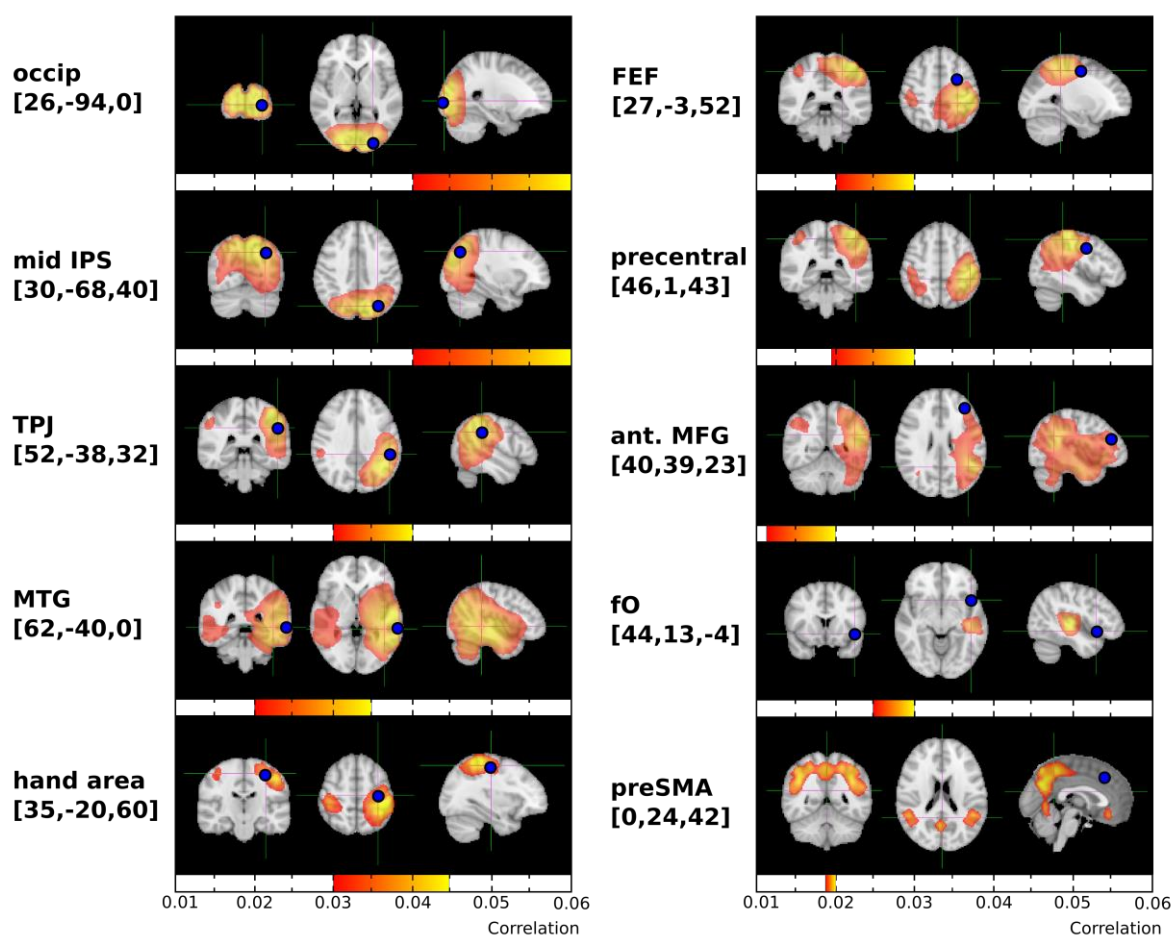 occip
[26,-94,0]
mid IPS
[30,-68,40]
TPJ
[52,-38,32]
MTG
[62,-40,0]
hand area
[35,-20,60]
0.01 0.02 0.03 0.04 0.05 0.06
Correlation
FEF
[27,-3,52]
precentral
[46,1,43]
ant. MFG
[40,39,23]
fO
[44,13,-4]
preSMA
[0,24,42]
0.01 0.02 0.03 0.04 0.05 0.06
Correlation